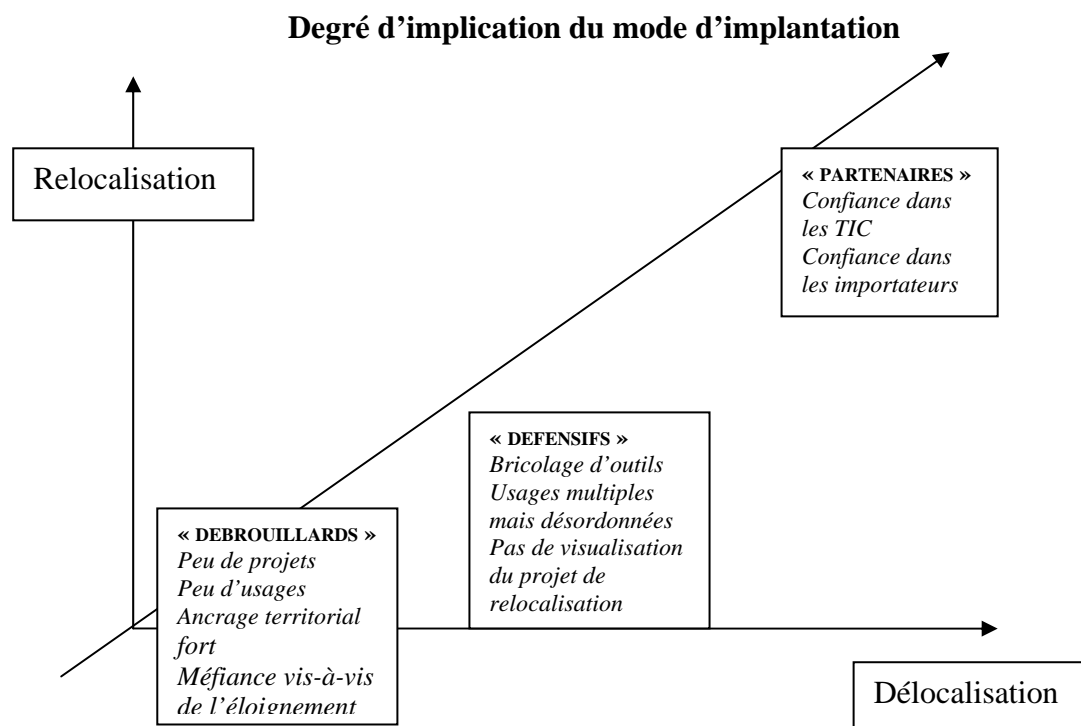 Degré d’implication du mode d’implantation
Relocalisation
« PARTENAIRES »
Confiance dans
les TIC
Confiance dans
les importateurs
« DEFENSIFS »
Bricolage d’outils
Usages multiples
mais désordonnées
Pas de visualisation
du projet de
relocalisation
« DEBROUILLARDS »
Peu de projets
Peu d’usages
Ancrage territorial
fort
Méfiance vis-à-vis
de l’éloignement
Délocalisation